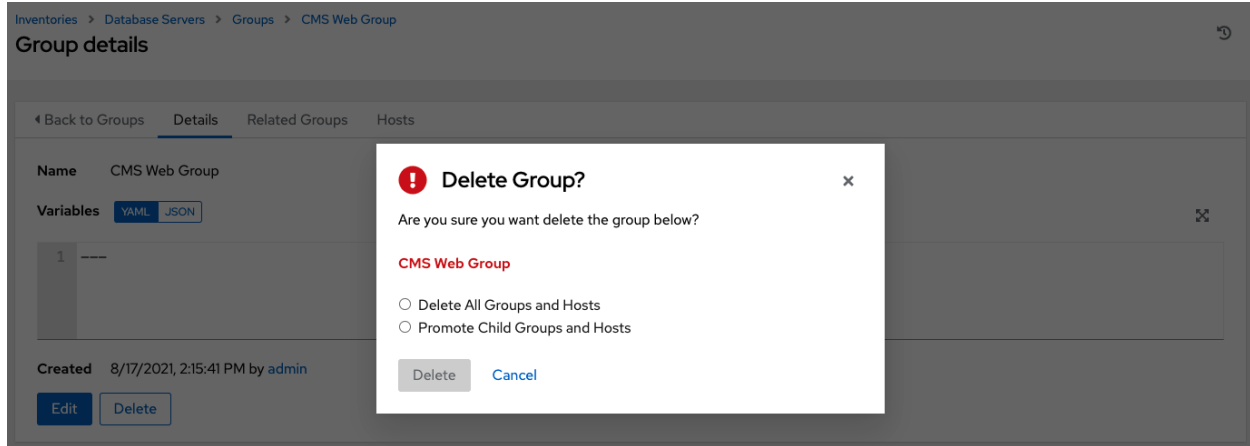 Inventories > Database Servers > Groups > CMS Web Group
Group details
Back to Groups Details Related Groups Hosts
Name CMS Web Group
Variables YAML JSON
1 ---
Created 8/17/2021, 2:15:41 PM by admin
Edit Delete
Delete Group?
Are you sure you want delete the group below?
CMS Web Group
Delete All Groups and Hosts
Promote Child Groups and Hosts
Delete Cancel